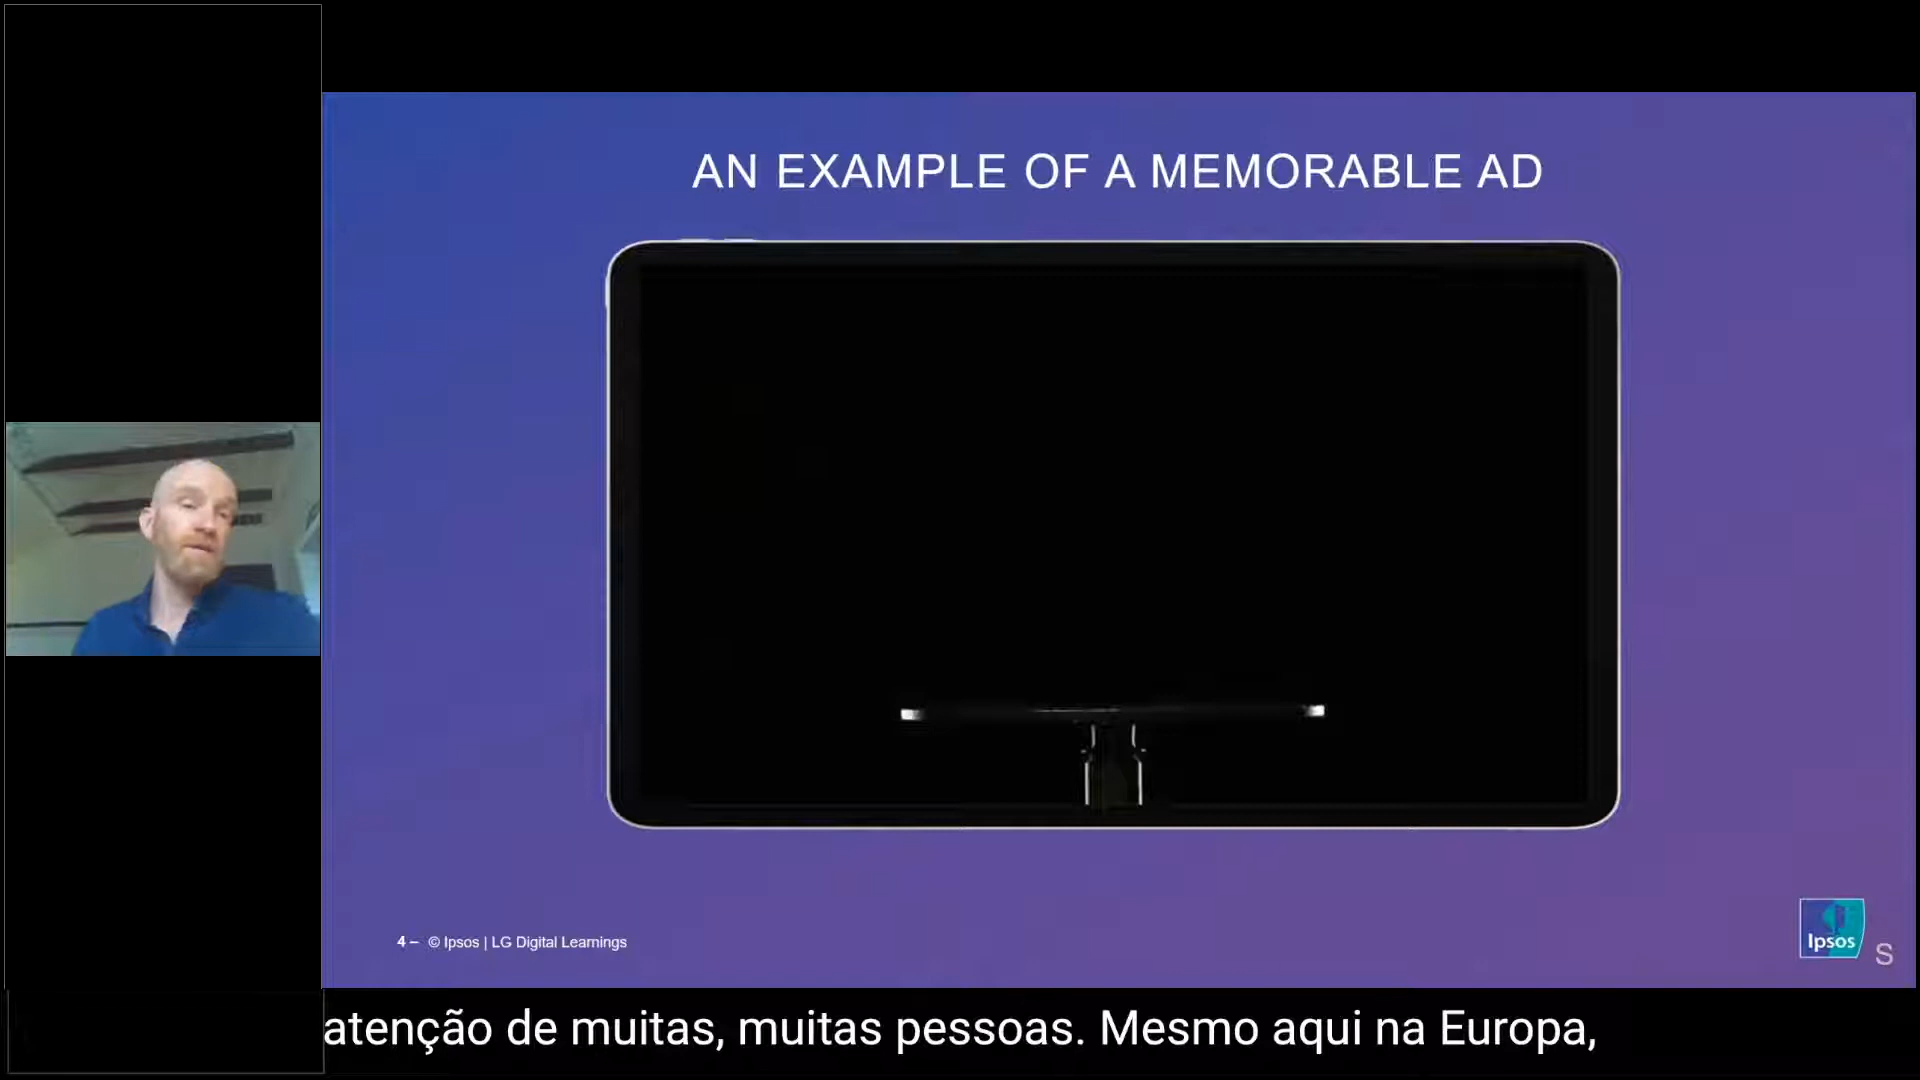 AN EXAMPLE OF A MEMORABLE AD
4 – © Ipsos | LG Digital Learnings
Ipsos
S
atenção de muitas, muitas pessoas. Mesmo aqui na Europa,